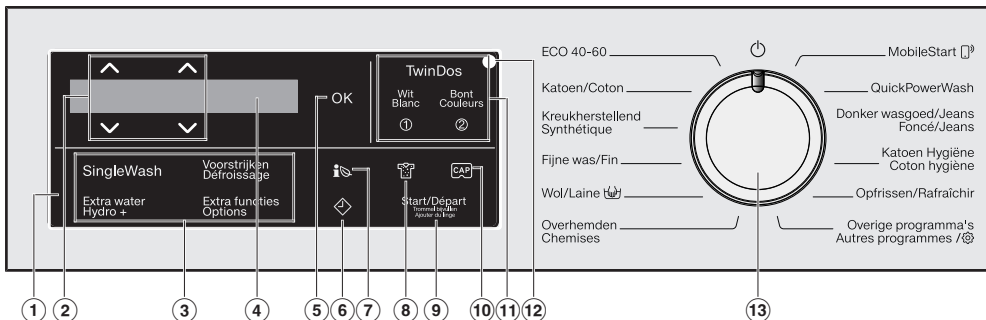 TwinDos
Wit
Blanc
Bont
Couleurs
①
②
OK
SingleWash
Voorstrijken
Défroissage
Extra water
Hydro +
Extra functies
Options
CAP
Start/Départ
Trommel bijvullen
Ajouter du linge
ECO 40-60
Katoen/Coton
Kreukherstellend
Synthétique
Fijne was/Fin
Wol/Laine
Overhemden
Chemises
MobileStart
QuickPowerWash
Donker wasgoed/Jeans
Foncé/Jeans
Katoen Hygiëne
Coton hygiène
Opfrissen/Rafraîchir
Overige programma's
Autres programmes /
1 2 3 4 5 6 7 8 9 10 11 12 13